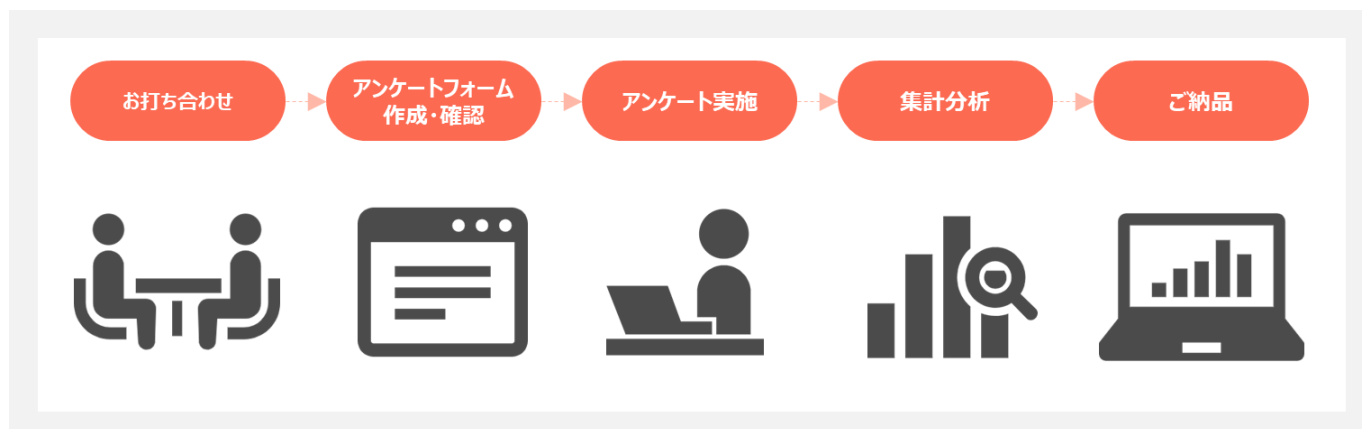 お打ち合わせ
アンケートフォーム
作成・確認
アンケート実施
集計分析
ご納品